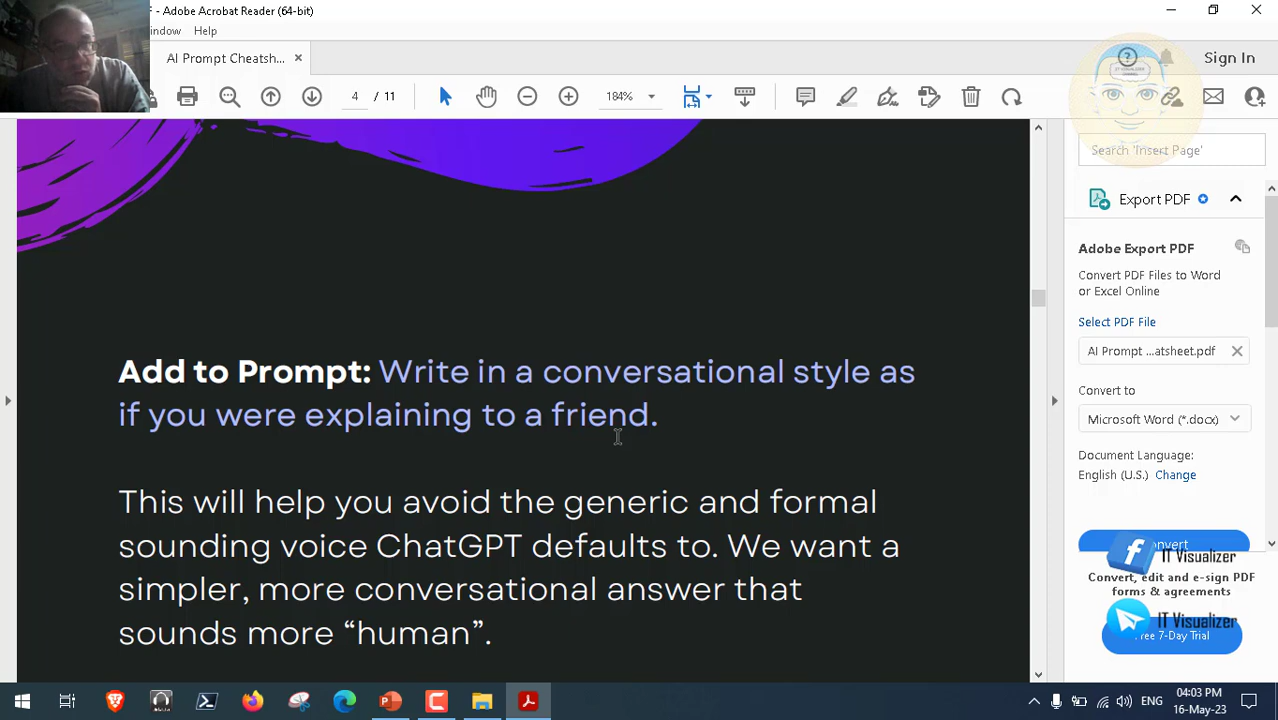 - Adobe Acrobat Reader (64-bit)
indow Help
AI Prompt Cheatsh... ×
Sign In
4 / 11
184%
Search 'Insert Page'
Export PDF
Adobe Export PDF
Convert PDF Files to Word
or Excel Online
Select PDF File
AI Prompt ...atsheet.pdf
Convert to
Microsoft Word (*.docx)
Document Language:
English (U.S.) Change
Convert, edit and e-sign PDF
forms & agreements
Free 7-Day Trial
IT Visualizer
IT Visualizer
Add to Prompt: Write in a conversational style as
if you were explaining to a friend.
This will help you avoid the generic and formal
sounding voice ChatGPT defaults to. We want a
simpler, more conversational answer that
sounds more “human”.
ENG
04:03 PM
16-May-23